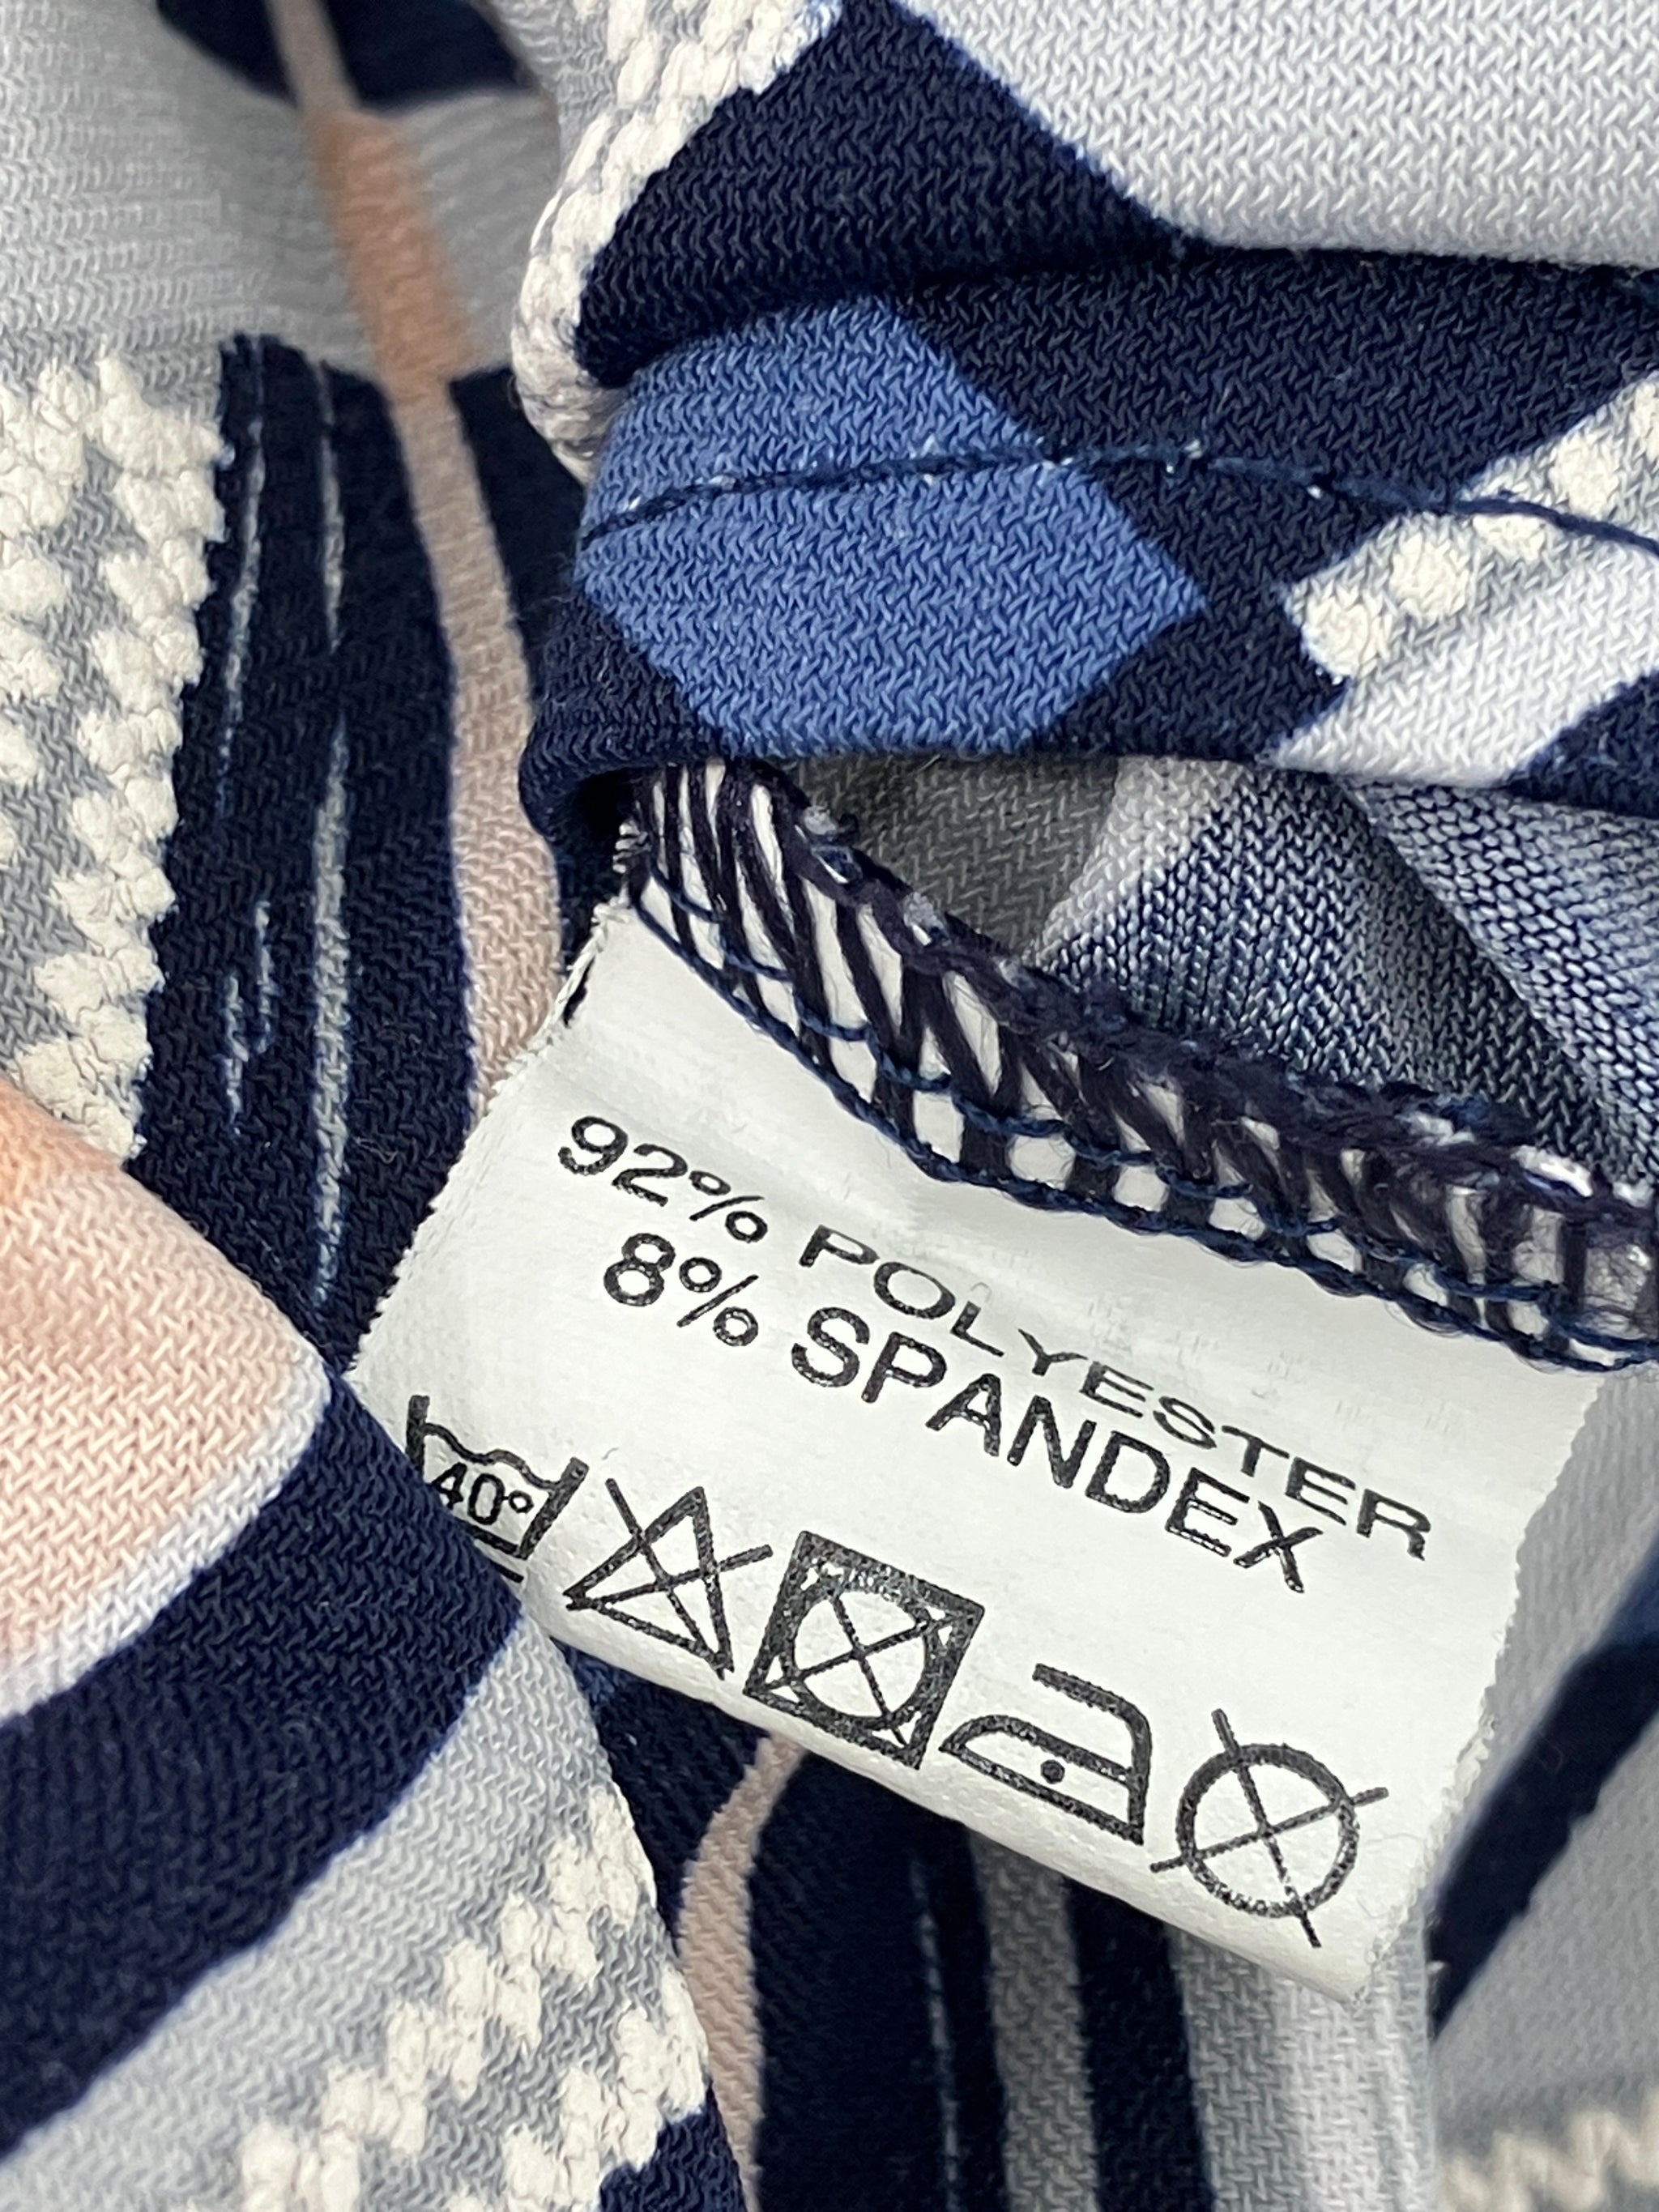 92% POLYESTER
8% SPANDEX
40°